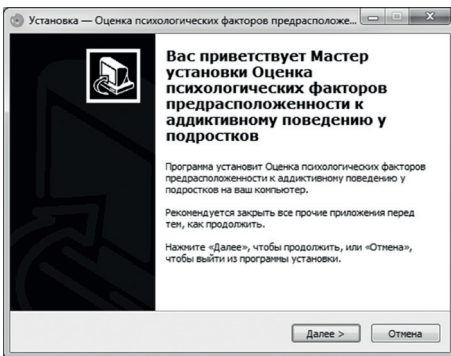 Установка — Оценка психологических факторов предрасположе...
Вас приветствует Мастер
установки Оценка
психологических факторов
предрасположенности к
аддиктивному поведению у
подростков
Программа установит Оценка психологических факторов
предрасположенности к аддиктивному поведению у
подростков на ваш компьютер.
Рекомендуется закрыть все прочие приложения перед
тем, как продолжить.
Нажмите «Далее», чтобы продолжить, или «Отмена»,
чтобы выйти из программы установки.
Далее > Отмена